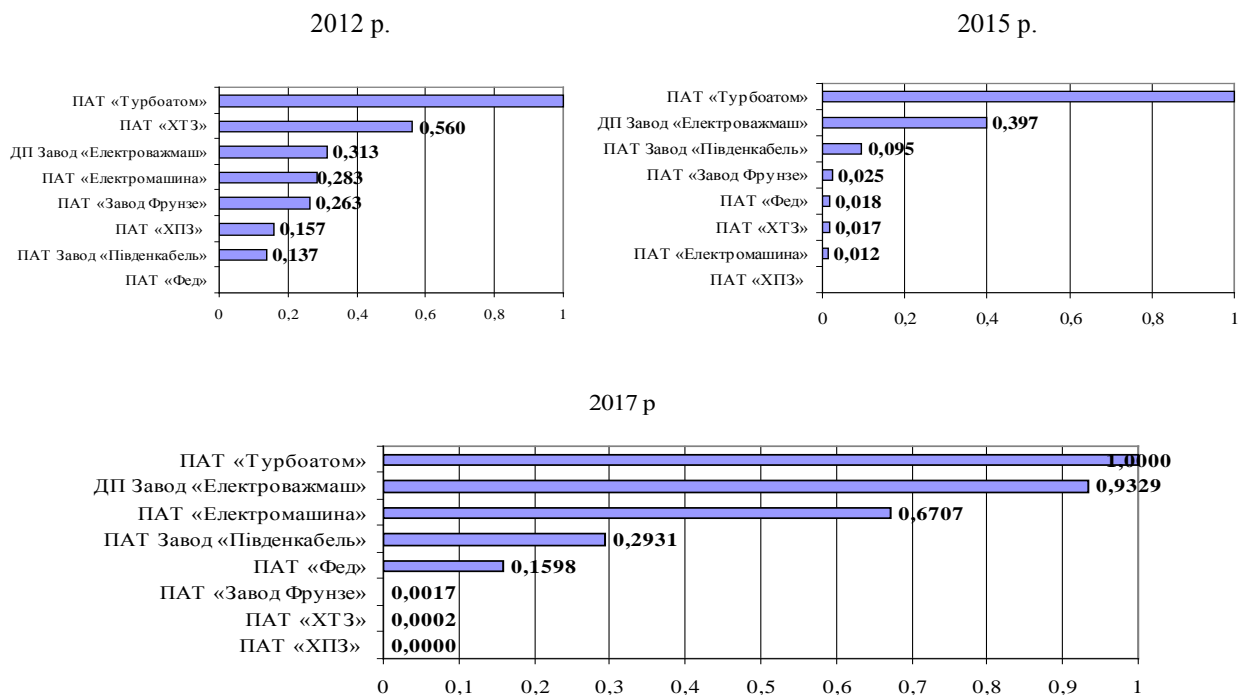 2012 р.
ПАТ «Турбоатом»
ПАТ «ХТЗ» 0,560
ДП Завод «Електроважмаш» 0,313
ПАТ «Електромашина» 0,283
ПАТ «Завод Фрунзе» 0,263
ПАТ «ХПЗ» 0,157
ПАТ Завод «Південкабель» 0,137
ПАТ «Фед»
0 0,2 0,4 0,6 0,8 1
2015 р.
ПАТ «Турбоатом»
ДП Завод «Електроважмаш» 0,397
ПАТ Завод «Південкабель» 0,095
ПАТ «Завод Фрунзе» 0,025
ПАТ «Фед» 0,018
ПАТ «ХТЗ» 0,017
ПАТ «Електромашина» 0,012
ПАТ «ХПЗ»
0 0,2 0,4 0,6 0,8 1
2017 р
ПАТ «Турбоатом» 1,0000
ДП Завод «Електроважмаш» 0,9329
ПАТ «Електромашина» 0,6707
ПАТ Завод «Південкабель» 0,2931
ПАТ «Фед» 0,1598
ПАТ «Завод Фрунзе» 0,0017
ПАТ «ХТЗ» 0,0002
ПАТ «ХПЗ» 0,0000
0 0,1 0,2 0,3 0,4 0,5 0,6 0,7 0,8 0,9 1